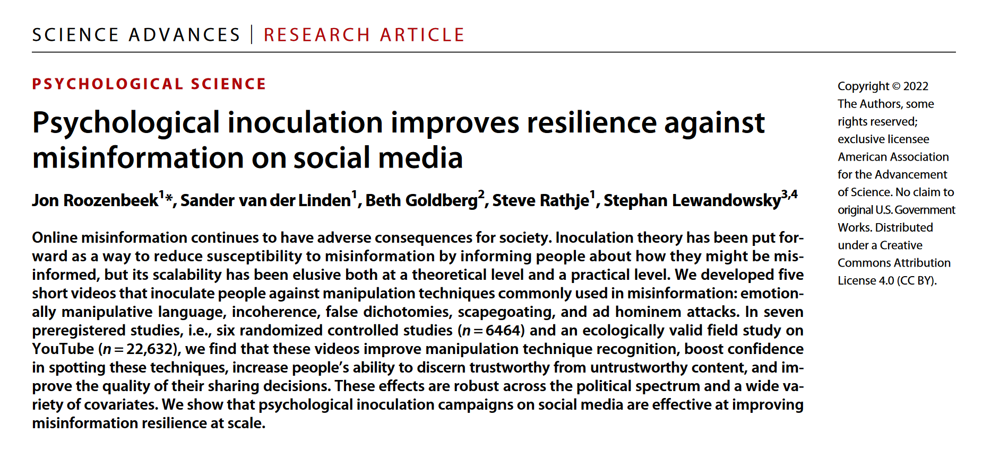 SCIENCE ADVANCES | RESEARCH ARTICLE
PSYCHOLOGICAL SCIENCE
Psychological inoculation improves resilience against
misinformation on social media
Jon Roozenbeek1*, Sander van der Linden1, Beth Goldberg2, Steve Rathje1, Stephan Lewandowsky3,4
Online misinformation continues to have adverse consequences for society. Inoculation theory has been put for-
ward as a way to reduce susceptibility to misinformation by informing people about how they might be mis-
informed, but its scalability has been elusive both at a theoretical level and a practical level. We developed five
short videos that inoculate people against manipulation techniques commonly used in misinformation: emotion-
ally manipulative language, incoherence, false dichotomies, scapegoating, and ad hominem attacks. In seven
preregistered studies, i.e., six randomized controlled studies (n = 6464) and an ecologically valid field study on
YouTube (n = 22,632), we find that these videos improve manipulation technique recognition, boost confidence
in spotting these techniques, increase people’s ability to discern trustworthy from untrustworthy content, and im-
prove the quality of their sharing decisions. These effects are robust across the political spectrum and a wide va-
riety of covariates. We show that psychological inoculation campaigns on social media are effective at improving
misinformation resilience at scale.
Copyright © 2022
The Authors, some
rights reserved;
exclusive licensee
American Association
for the Advancement
of Science. No claim to
original U.S. Government
Works. Distributed
under a Creative
Commons Attribution
License 4.0 (CC BY).